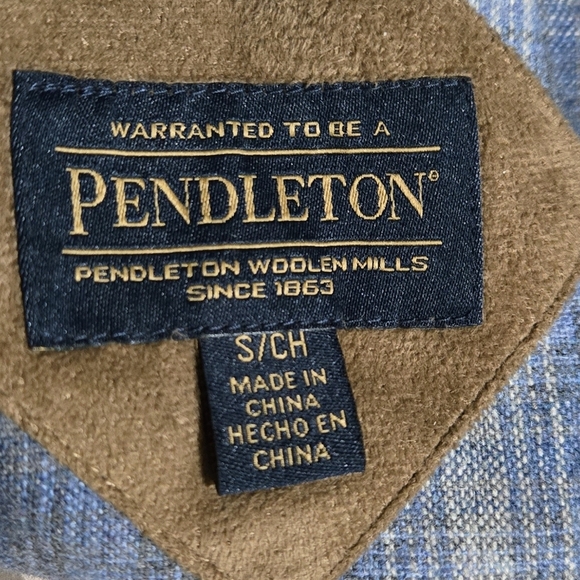 WARRANTED TO BE A
PENDLETON®
PENDLETON WOOLEN MILLS
SINCE 1863
S/CH
MADE IN
CHINA
HECHO EN
CHINA